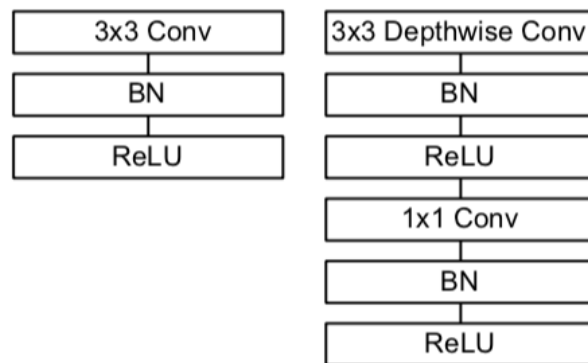 3x3 Conv
BN
ReLU
3x3 Depthwise Conv
BN
ReLU
1x1 Conv
BN
ReLU